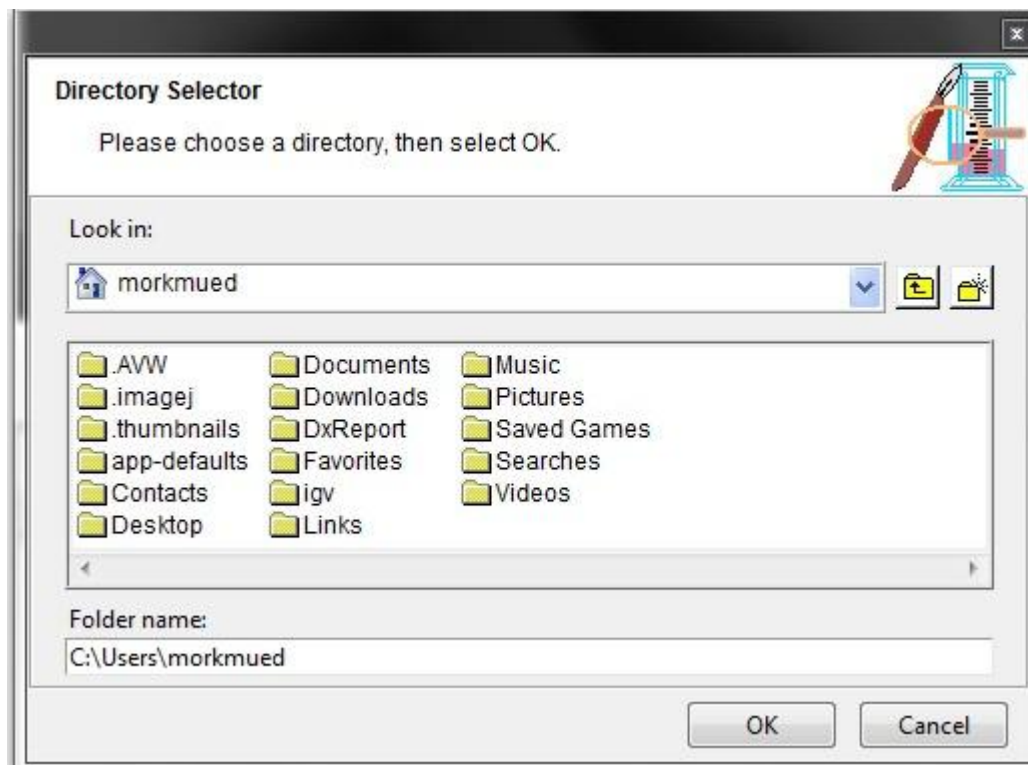 Directory Selector
Please choose a directory, then select OK.
Look in:
morkmued
.AVW
.imagej
.thumbnails
app-defaults
Contacts
Desktop
Documents
Downloads
DxReport
Favorites
igv
Links
Music
Pictures
Saved Games
Searches
Videos
Folder name:
C:\Users\morkmued
OK
Cancel